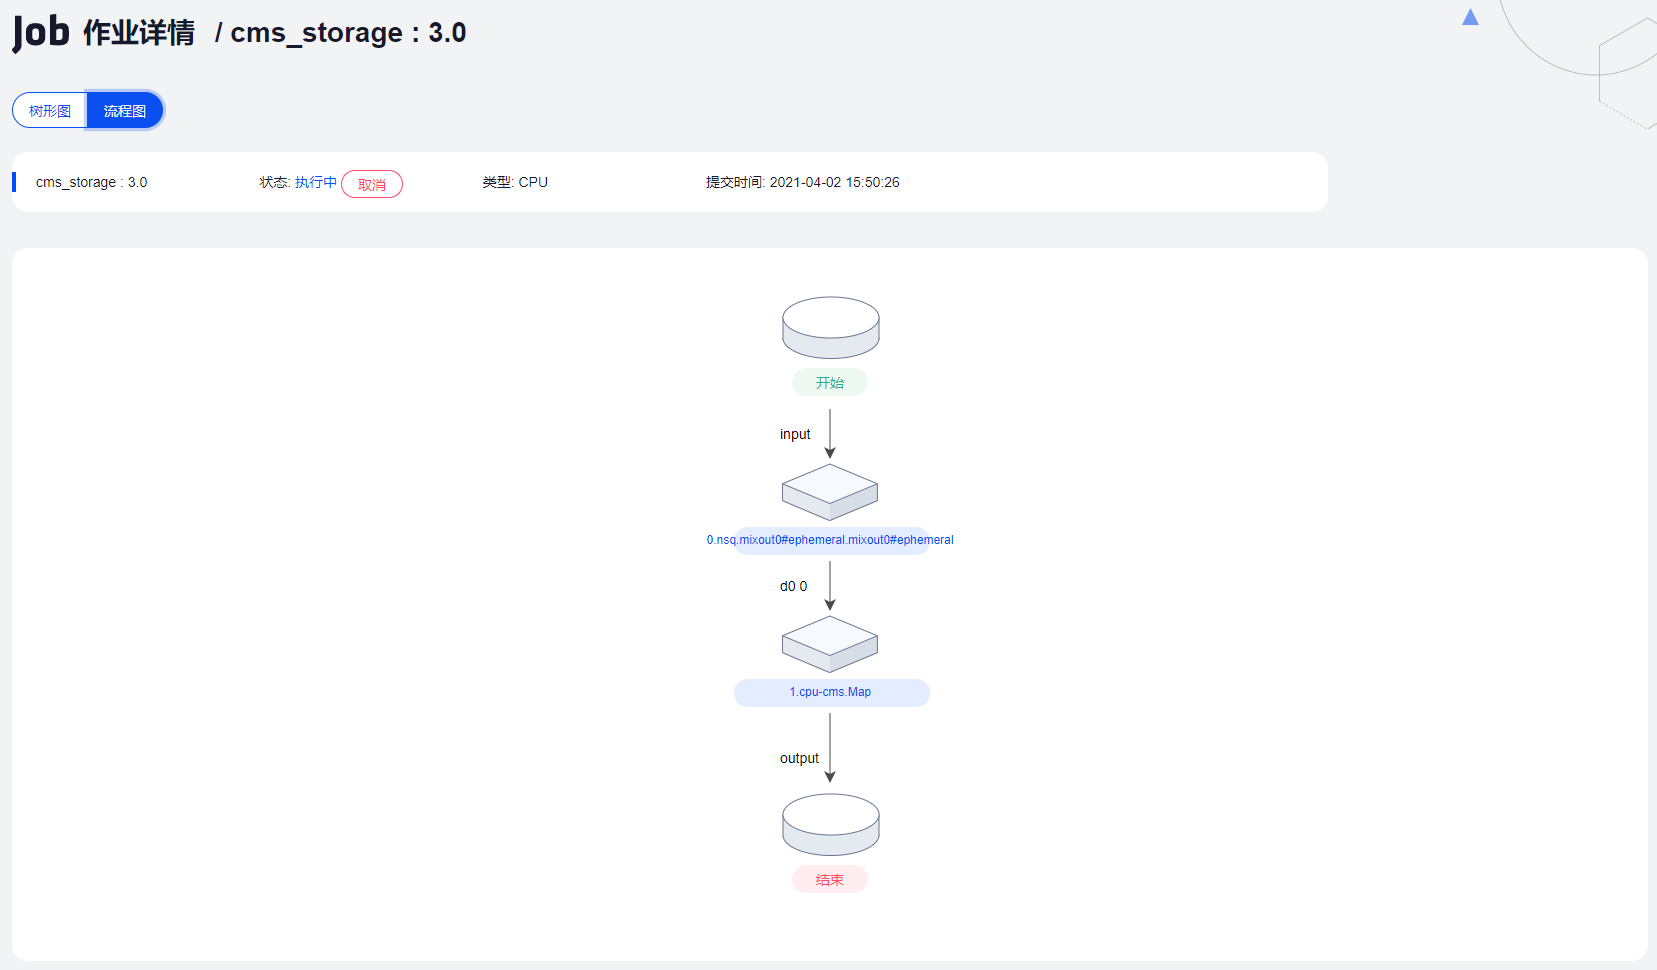 Job 作业详情 / cms_storage : 3.0
树形图 流程图
cms_storage : 3.0 状态: 执行中 取消 类型: CPU 提交时间: 2021-04-02 15:50:26
开始
input
0.nsq.mixout0#ephemeral.mixout0#ephemeral
d0 0
1.cpu-cms.Map
output
结束